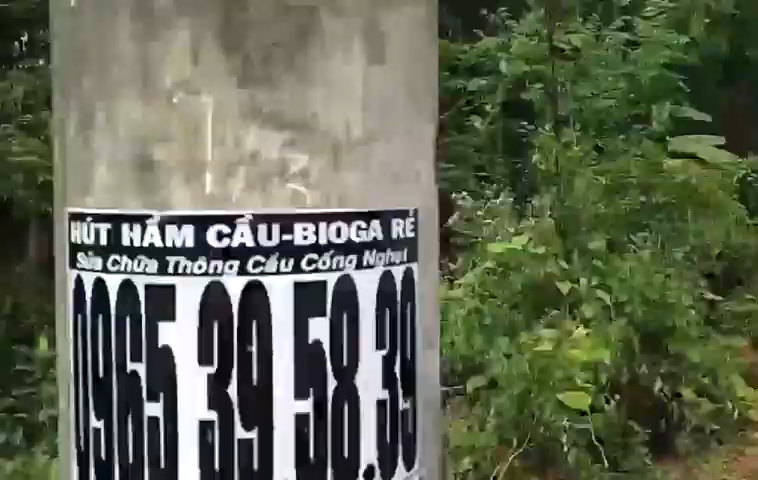 HÚT HẦM CẦU-BIOGA RẺ
Sửa Chữa Thông Cầu Cống Nghẹt
0965.39.58.39